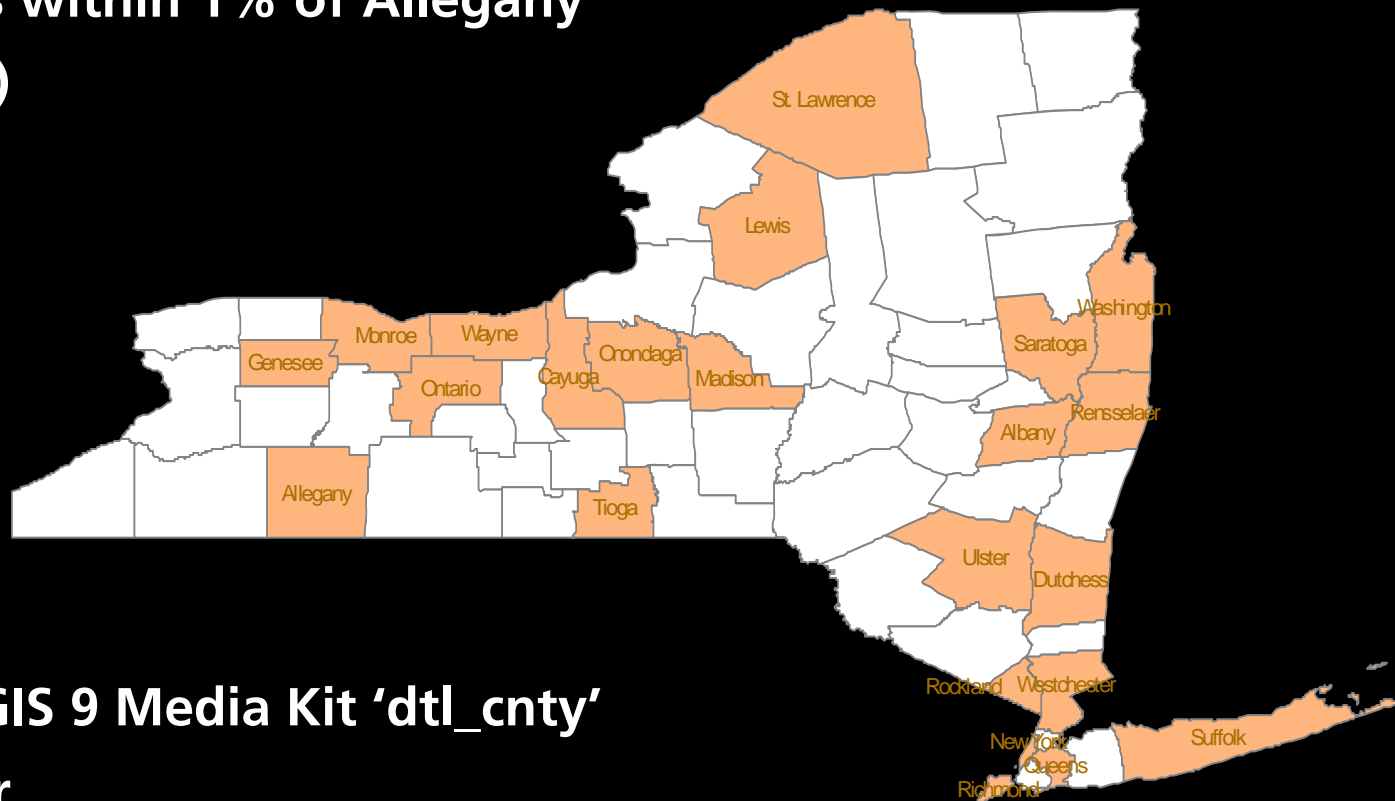 within 1% of Allegany
)
St. Lawrence
Lewis
Washington
Monroe
Wayne
Saratoga
Onondaga
Genesee
Cayuga
Madison
Ontario
Rensselaer
Albany
Allegany
Tioga
Ulster
Dutchess
Rockland
Westchester
GIS 9 Media Kit ‘dtl_cnty’
Suffolk
New York
Queens
Richmond